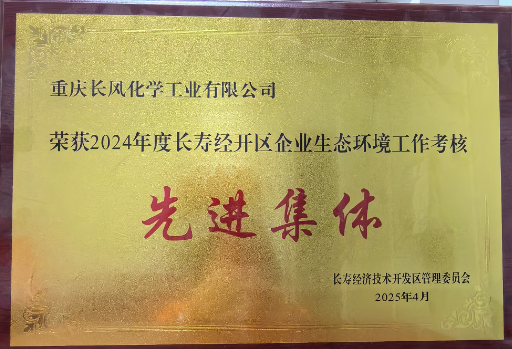 重庆长风化学工业有限公司
荣获2024年度长寿经开区企业生态环境工作考核
先进集体
长寿经济技术开发区管理委员会
2025年4月